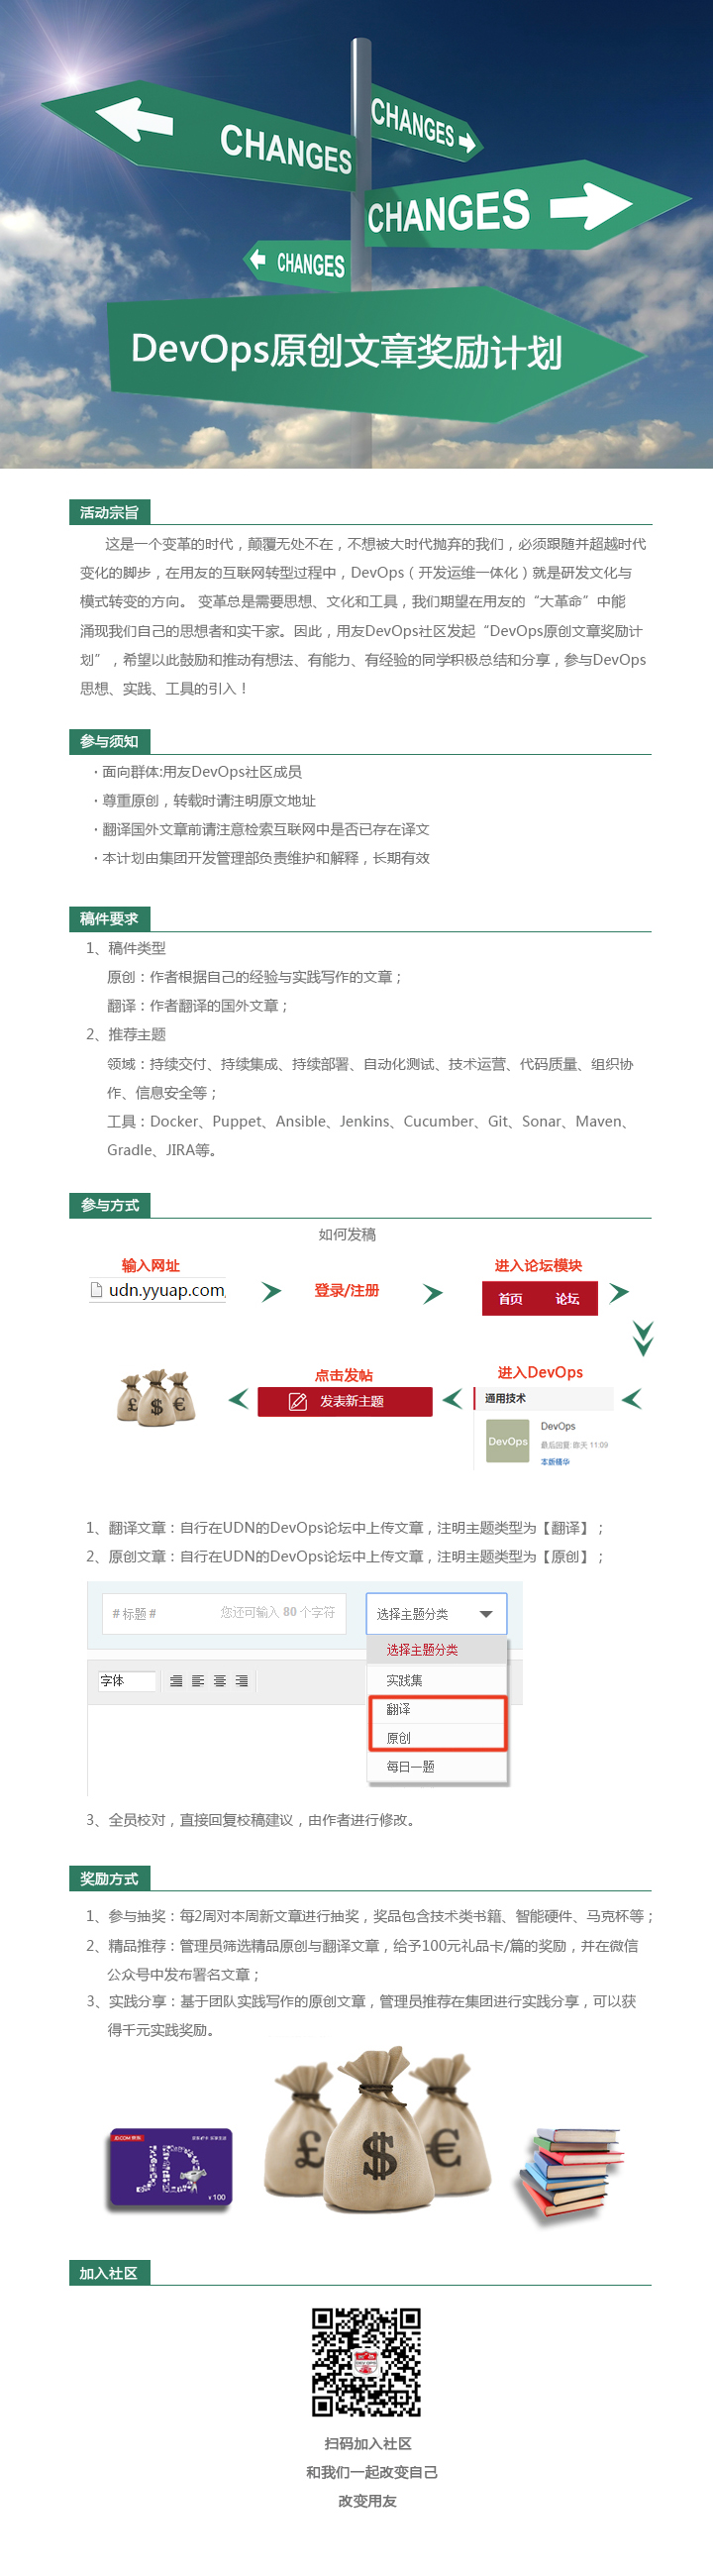 CHANGES
CHANGES
CHANGES
CHANGES
DevOps原创文章奖励计划
活动宗旨
这是一个变革的时代，颠覆无处不在，不想被大时代抛弃的我们，必须跟随并超越时代
变化的脚步，在用友的互联网转型过程中，DevOps（开发运维一体化）就是研发文化与
模式转变的方向。 变革总是需要思想、文化和工具，我们期望在用友的“大革命”中能
涌现我们自己的思想者和实干家。因此，用友DevOps社区发起“DevOps原创文章奖励计
划”，希望以此鼓励和推动有想法、有能力、有经验的同学积极总结和分享，参与DevOps
思想、实践、工具的引入！
参与须知
·面向群体:用友DevOps社区成员
·尊重原创，转载时请注明原文地址
·翻译国外文章前请注意检索互联网中是否已存在译文
·本计划由集团开发管理部负责维护和解释，长期有效
稿件要求
1、稿件类型
原创：作者根据自己的经验与实践写作的文章；
翻译：作者翻译的国外文章；
2、推荐主题
领域：持续交付、持续集成、持续部署、自动化测试、技术运营、代码质量、组织协
作、信息安全等；
工具：Docker、Puppet、Ansible、Jenkins、Cucumber、Git、Sonar、Maven、
Gradle、JIRA等。
参与方式
如何发稿
输入网址
udn.yyuap.com
登录/注册
进入论坛模块
首页 论坛
进入DevOps
通用技术
DevOps
DevOps
最后回复 昨天 11:09
本版精华
点击发帖
发表新主题
£ $ €
1、翻译文章：自行在UDN的DevOps论坛中上传文章，注明主题类型为【翻译】；
2、原创文章：自行在UDN的DevOps论坛中上传文章，注明主题类型为【原创】；
# 标题 # 您还可输入 80 个字符 选择主题分类
选择主题分类
字体
实践集
翻译
原创
每日一题
3、全员校对，直接回复校稿建议，由作者进行修改。
奖励方式
1、参与抽奖：每2周对本周新文章进行抽奖，奖品包含技术类书籍、智能硬件、马克杯等；
2、精品推荐：管理员筛选精品原创与翻译文章，给予100元礼品卡/篇的奖励，并在微信
公众号中发布署名文章；
3、实践分享：基于团队实践写作的原创文章，管理员推荐在集团进行实践分享，可以获
得千元实践奖励。
JD.COM 京东
JD
¥100
£ $ €
加入社区
扫码加入社区
和我们一起改变自己
改变用友